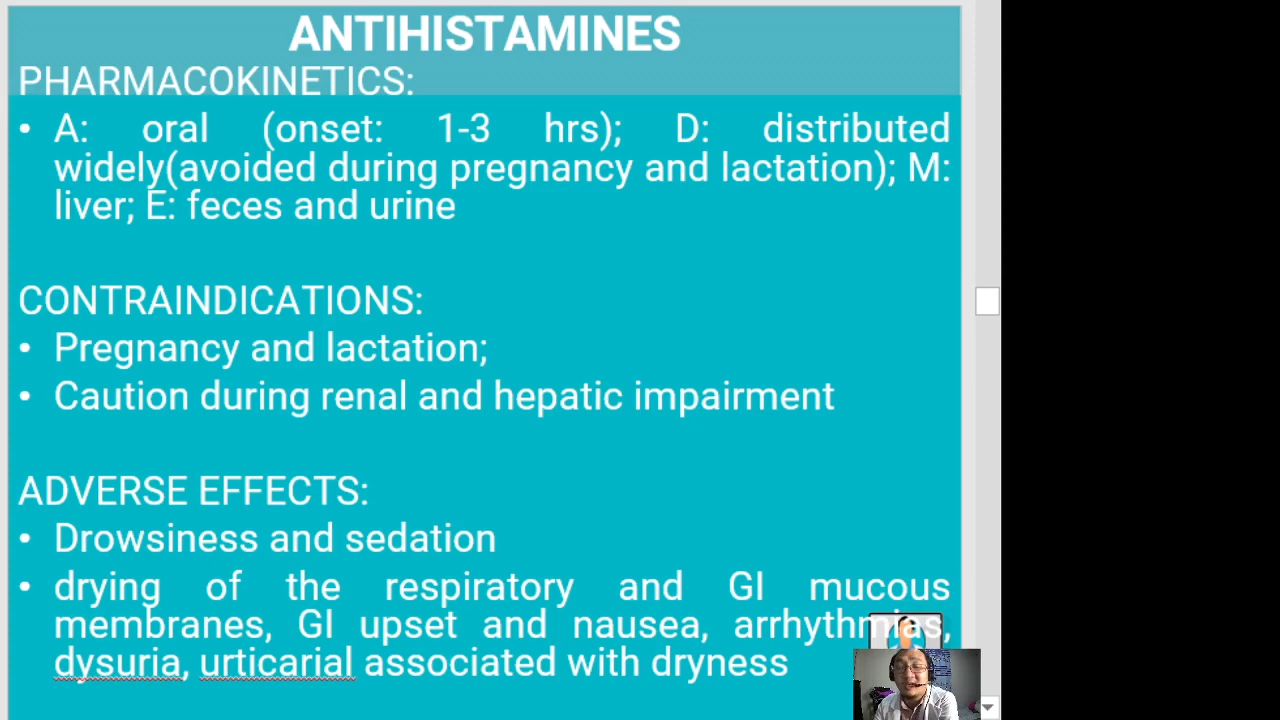 ANTIHISTAMINES
PHARMACOKINETICS:
• A: oral (onset: 1-3 hrs); D: distributed
widely(avoided during pregnancy and lactation); M:
liver; E: feces and urine
CONTRAINDICATIONS:
• Pregnancy and lactation;
• Caution during renal and hepatic impairment
ADVERSE EFFECTS:
• Drowsiness and sedation
• drying of the respiratory and GI mucous
membranes, GI upset and nausea, arrhythmias,
dysuria, urticarial associated with dryness